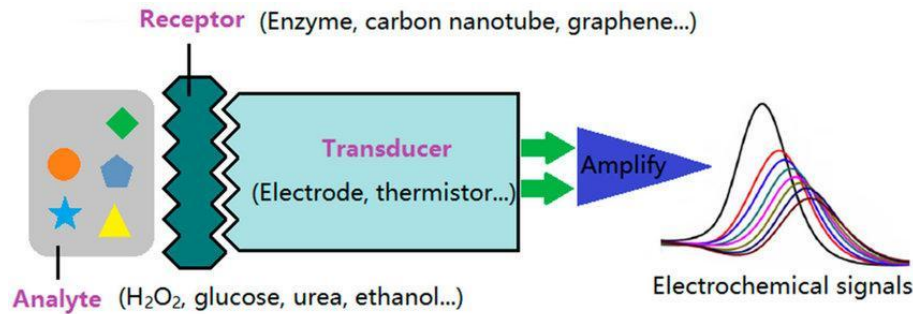 Receptor (Enzyme, carbon nanotube, graphene...)
Transducer
(Electrode, thermistor...)
Amplify
Analyte (H₂O₂, glucose, urea, ethanol...)
Electrochemical signals